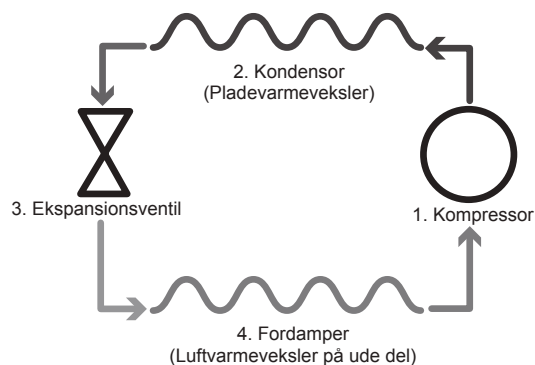 2. Kondensor
(Pladevarmeveksler)
3. Ekspansionsventil
1. Kompressor
4. Fordamper
(Luftvarmeveksler på ude del)